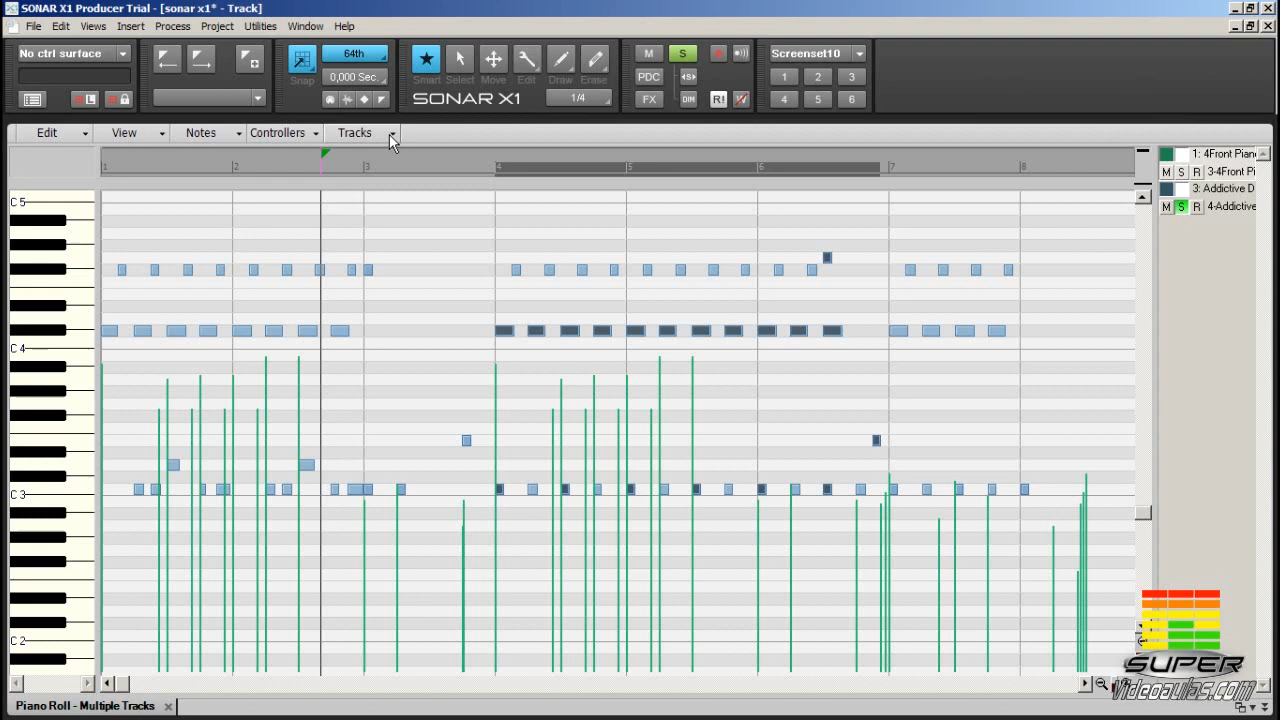 SONAR X1 Producer Trial - [sonar x1* - Track]
File Edit Views Insert Process Project Utilities Window Help
No ctrl surface 64th M S Screenset10
Snap 0,000 Sec. Smart Select Move Edit Draw Erase PDC 1 2 3
L SONAR X1 1/4 FX DIM R! 4 5 6
Edit View Notes Controllers Tracks
1 2 3 4 5 6 7 8
1: 4Front Piano
M S R 3-4Front Pi
3: Addictive D
M S R 4-Addictive
C 5
C 4
C 3
C 2
SUPER
Videoaulas.com
Piano Roll - Multiple Tracks